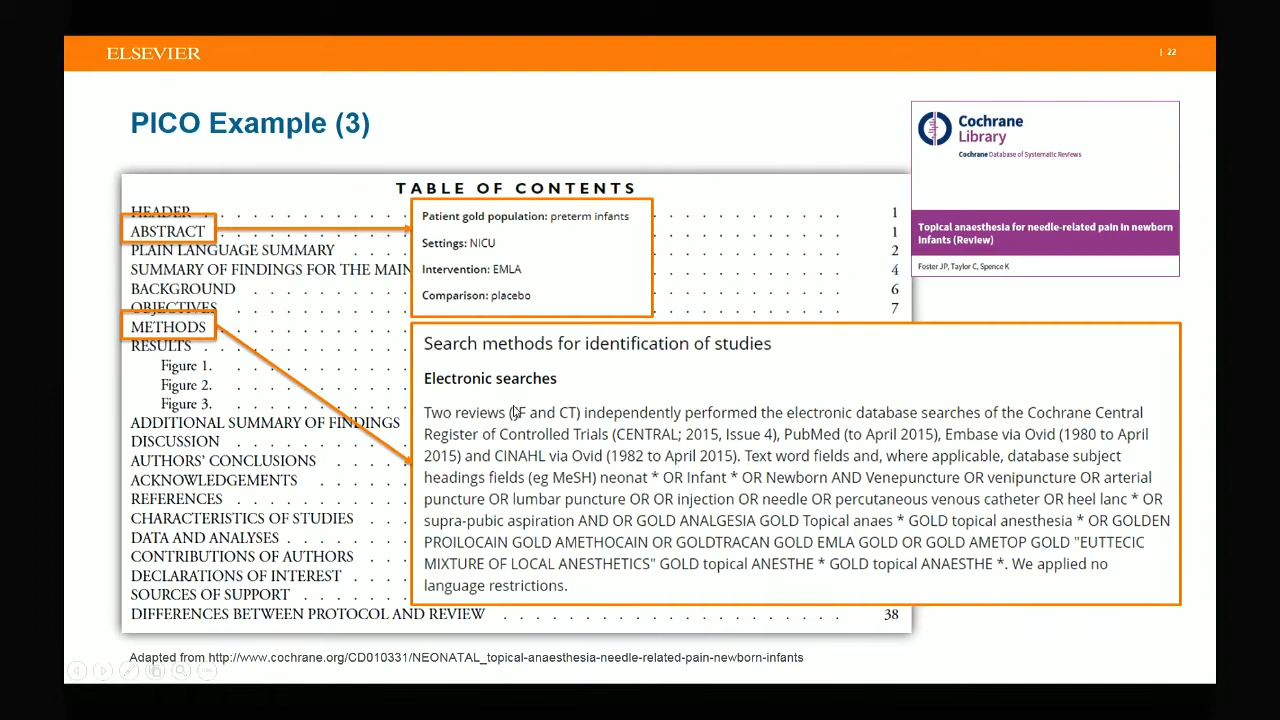 ELSEVIER
| 22
PICO Example (3)
Cochrane
Library
Cochrane Database of Systematic Reviews
Topical anaesthesia for needle-related pain in newborn
infants (Review)
Foster JP, Taylor C, Spence K
TABLE OF CONTENTS
HEADER 1
ABSTRACT 1
PLAIN LANGUAGE SUMMARY 2
SUMMARY OF FINDINGS FOR THE MAIN 4
BACKGROUND 6
OBJECTIVES 7
METHODS
RESULTS
Figure 1.
Figure 2.
Figure 3.
ADDITIONAL SUMMARY OF FINDINGS
DISCUSSION
AUTHORS' CONCLUSIONS
ACKNOWLEDGEMENTS
REFERENCES
CHARACTERISTICS OF STUDIES
DATA AND ANALYSES
CONTRIBUTIONS OF AUTHORS
DECLARATIONS OF INTEREST
SOURCES OF SUPPORT
DIFFERENCES BETWEEN PROTOCOL AND REVIEW 38
Patient gold population: preterm infants
Settings: NICU
Intervention: EMLA
Comparison: placebo
Search methods for identification of studies
Electronic searches
Two reviews (JF and CT) independently performed the electronic database searches of the Cochrane Central
Register of Controlled Trials (CENTRAL; 2015, Issue 4), PubMed (to April 2015), Embase via Ovid (1980 to April
2015) and CINAHL via Ovid (1982 to April 2015). Text word fields and, where applicable, database subject
headings fields (eg MeSH) neonat * OR Infant * OR Newborn AND Venepuncture OR venipuncture OR arterial
puncture OR lumbar puncture OR OR injection OR needle OR percutaneous venous catheter OR heel lanc * OR
supra-pubic aspiration AND OR GOLD ANALGESIA GOLD Topical anaes * GOLD topical anesthesia * OR GOLDEN
PROILOCAIN GOLD AMETHOCAIN OR GOLDTRACAN GOLD EMLA GOLD OR GOLD AMETOP GOLD "EUTTECIC
MIXTURE OF LOCAL ANESTHETICS" GOLD topical ANESTHE * GOLD topical ANAESTHE *. We applied no
language restrictions.
Adapted from http://www.cochrane.org/CD010331/NEONATAL_topical-anaesthesia-needle-related-pain-newborn-infants